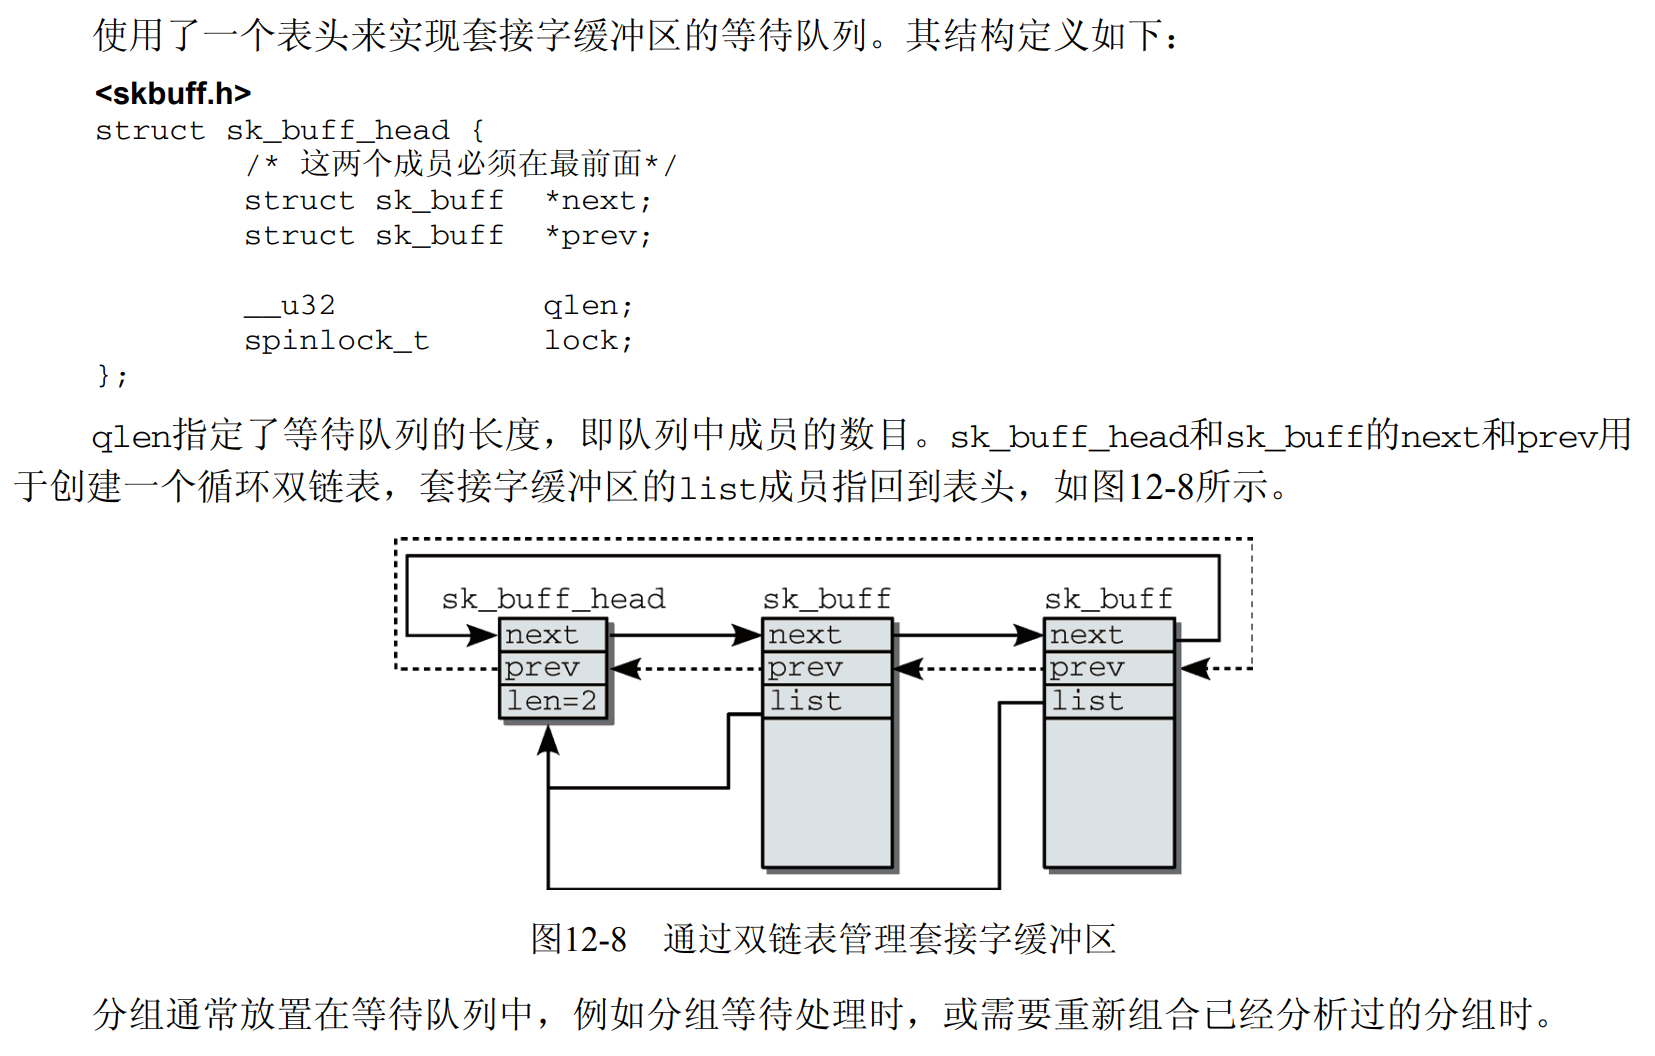 使用了一个表头来实现套接字缓冲区的等待队列。其结构定义如下：
<skbuff.h>
struct sk_buff_head {
/* 这两个成员必须在最前面*/
struct sk_buff *next;
struct sk_buff *prev;
__u32 qlen;
spinlock_t lock;
};
qlen指定了等待队列的长度，即队列中成员的数目。sk_buff_head和sk_buff的next和prev用
于创建一个循环双链表，套接字缓冲区的list成员指回到表头，如图12-8所示。
sk_buff_head sk_buff sk_buff
next next next
prev prev prev
len=2 list list
图12-8 通过双链表管理套接字缓冲区
分组通常放置在等待队列中，例如分组等待处理时，或需要重新组合已经分析过的分组时。